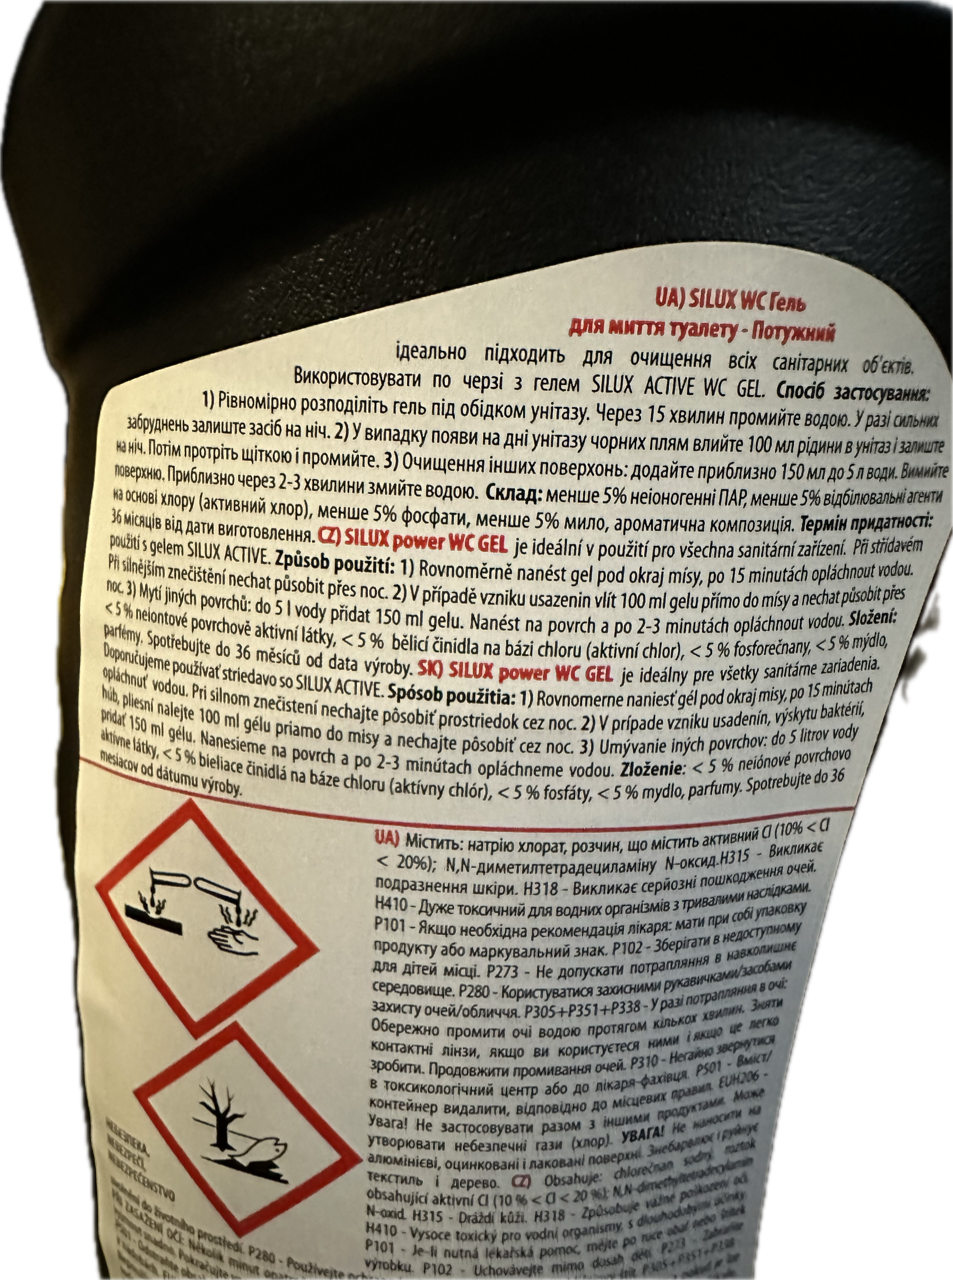 UA) SILUX WC Гель
для миття туалету - Потужний
ідеально підходить для очищення всіх санітарних об'єктів.
Використовувати по черзі з гелем SILUX ACTIVE WC GEL. Спосіб застосування:
1) Рівномірно розподіліть гель під обідком унітазу. Через 15 хвилин промийте водою. У разі сильних
забруднень залиште засіб на ніч. 2) У випадку появи на дні унітазу чорних плям влийте 100 мл рідини в унітаз і залиште
на ніч. Потім протріть щіткою і промийте. 3) Очищення інших поверхонь: додайте приблизно 150 мл до 5 л води. Вимийте
поверхню. Приблизно через 2-3 хвилини змийте водою. Склад: менше 5% неіоногенні ПАР, менше 5% відбілювальні агенти
на основі хлору (активний хлор), менше 5% фосфати, менше 5% мило, ароматична композиція. Термін придатності:
36 місяців від дати виготовлення. CZ) SILUX power WC GEL je ideální v použití pro všechna sanitární zařízení. Při střídavém
použití s gelem SILUX ACTIVE. Způsob použití: 1) Rovnoměrně nanést gel pod okraj mísy, po 15 minutách opláchnout vodou.
Při silnějším znečištění nechat působit přes noc. 2) V případě vzniku usazenin vlít 100 ml gelu přímo do mísy a nechat působit přes
noc. 3) Mytí jiných povrchů: do 5 l vody přidat 150 ml gelu. Nanést na povrch a po 2-3 minutách opláchnout vodou. Složení:
< 5 % neiontové povrchově aktivní látky, < 5 % bělicí činidla na bázi chloru (aktivní chlor), < 5 % fosforečnany, < 5 % mýdlo,
parfémy. Spotřebujte do 36 měsíců od data výroby. SK) SILUX power WC GEL je ideálny pre všetky sanitárne zariadenia.
Doporučujeme používať striedavo so SILUX ACTIVE. Spôsob použitia: 1) Rovnomerne naniesť gél pod okraj misy, po 15 minútach
opláchnuť vodou. Pri silnom znečistení nechajte pôsobiť prostriedok cez noc. 2) V prípade vzniku usadenín, výskytu baktérií,
húb, pliesní nalejte 100 ml gélu priamo do misy a nechajte pôsobiť cez noc. 3) Umývanie iných povrchov: do 5 litrov vody
pridať 150 ml gélu. Nanesieme na povrch a po 2-3 minútach opláchneme vodou. Zloženie: < 5 % neiónové povrchovo
aktívne látky, < 5 % bieliace činidlá na báze chloru (aktívny chlór), < 5 % fosfáty, < 5 % mydlo, parfumy. Spotrebujte do 36
mesiacov od dátumu výroby.
UA) Містить: натрію хлорат, розчин, що містить активний Cl (10% < Cl
< 20%); N,N-диметилтетрадециламіну N-оксид.H315 - Викликає
подразнення шкіри. H318 - Викликає серйозні пошкодження очей.
H410 - Дуже токсичний для водних організмів з тривалими наслідками.
P101 - Якщо необхідна рекомендація лікаря: мати при собі упаковку
продукту або маркувальний знак. P102 - Зберігати в недоступному
для дітей місці. P273 - Не допускати потрапляння в навколишнє
середовище. P280 - Користуватися захисними рукавичками/засобами
захисту очей/обличчя. P305+P351+P338 - У разі потрапляння в очі:
Обережно промити очі водою протягом кількох хвилин. Зняти
контактні лінзи, якщо ви користуєтеся ними і якщо це легко
зробити. Продовжити промивання очей. P310 - Негайно звернутися
в токсикологічний центр або до лікаря-фахівця. P501 - Вміст/
контейнер видалити, відповідно до місцевих правил. EUH206 -
Увага! Не застосовувати разом з іншими продуктами. Може
утворювати небезпечні гази (хлор). УВАГА! Не наносити на
алюмінієві, оцинковані і лаковані поверхні. Знебарвлює і руйнує
текстиль і дерево. CZ) Obsahuje: chlorečnan sodný, roztok
obsahující aktivní Cl (10 % < Cl < 20 %); N,N-dimethyltetradecylamin
N-oxid. H315 - Dráždí kůži. H318 - Způsobuje vážné poškození očí.
H410 - Vysoce toxický pro vodní organismy, s dlouhodobými účinky.
P101 - Je-li nutná lékařská pomoc, mějte po ruce obal nebo štítek
výrobku. P102 - Uchovávejte mimo dosah dětí. P273 - Zabraňte
НЕБЕЗПЕКА,
NEBEZPEČÍ,
NEBEZPEČENSTVO
uvolnění do životního prostředí. P280 - Používejte
PŘI ZASAŽENÍ OČÍ: Několik minut